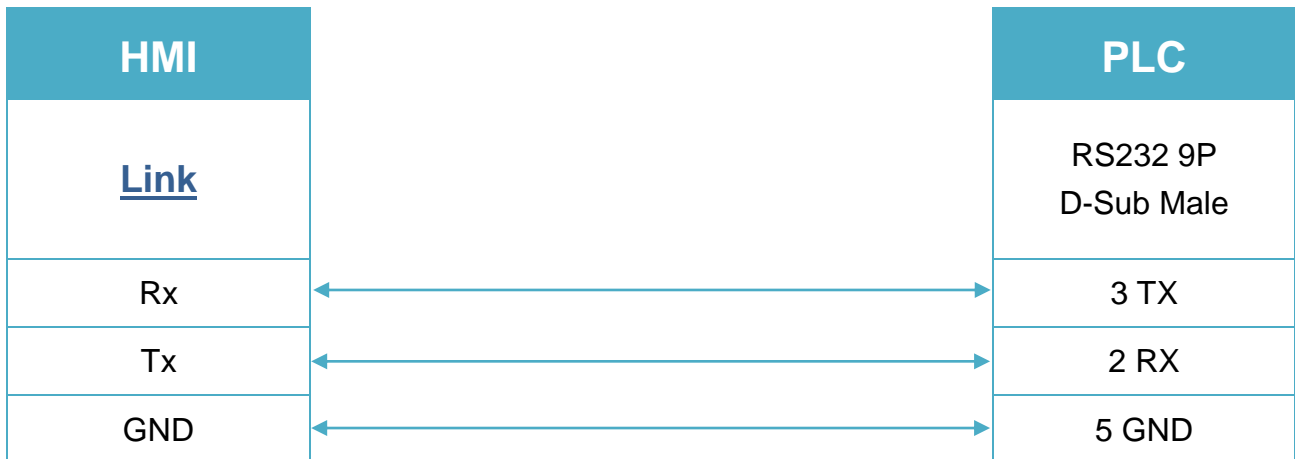 HMI
PLC
Link
RS232 9P
D-Sub Male
Rx
3 TX
Tx
2 RX
GND
5 GND